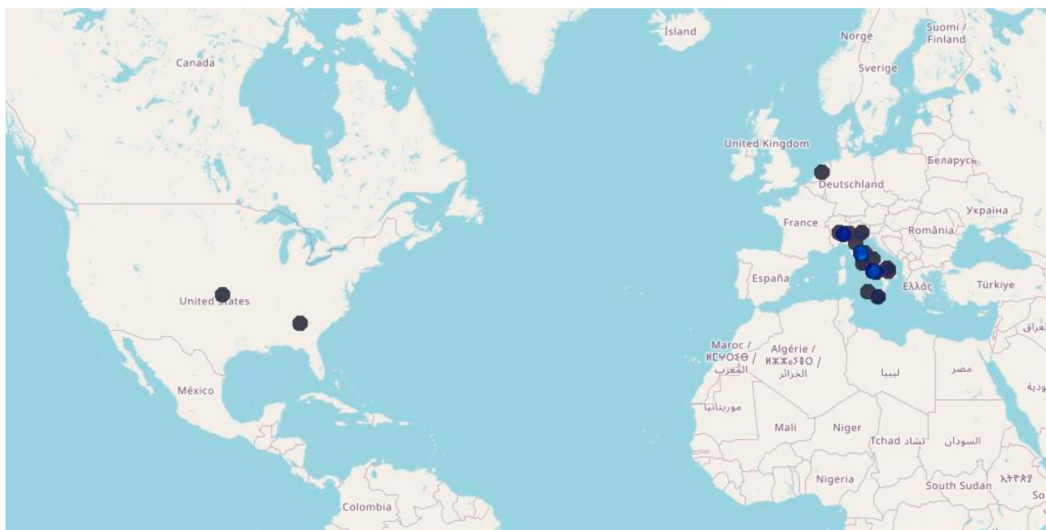 Ísland
Suomi /
Finland
Norge
Sverige
Canada
United Kingdom
Беларусь
Deutschland
Україна
France
România
España
Ελλάς
Türkiye
United States
Maroc /
ⵍⵎⵖⵔⵉⴱ /
المغرب
Algérie /
ⵍⵣⵣⴰⵢⴻⵔ /
الجزائر
ليبيا
مصر
México
موريتانيا
Mali
Niger
Tchad تشاد
السودان
Nigeria
South Sudan
Colombia